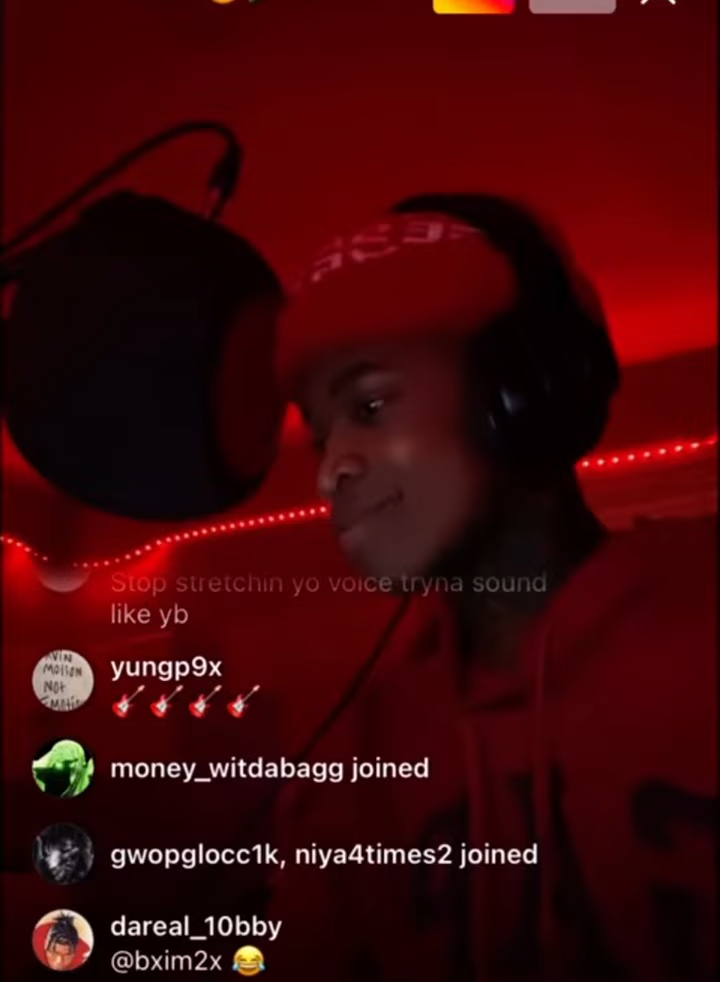 Stop stretchin yo voice tryna sound
like yb
yungp9x
🎸🎸🎸🎸
money_witdabagg joined
gwopglocc1k, niya4times2 joined
dareal_10bby
@bxim2x 😂